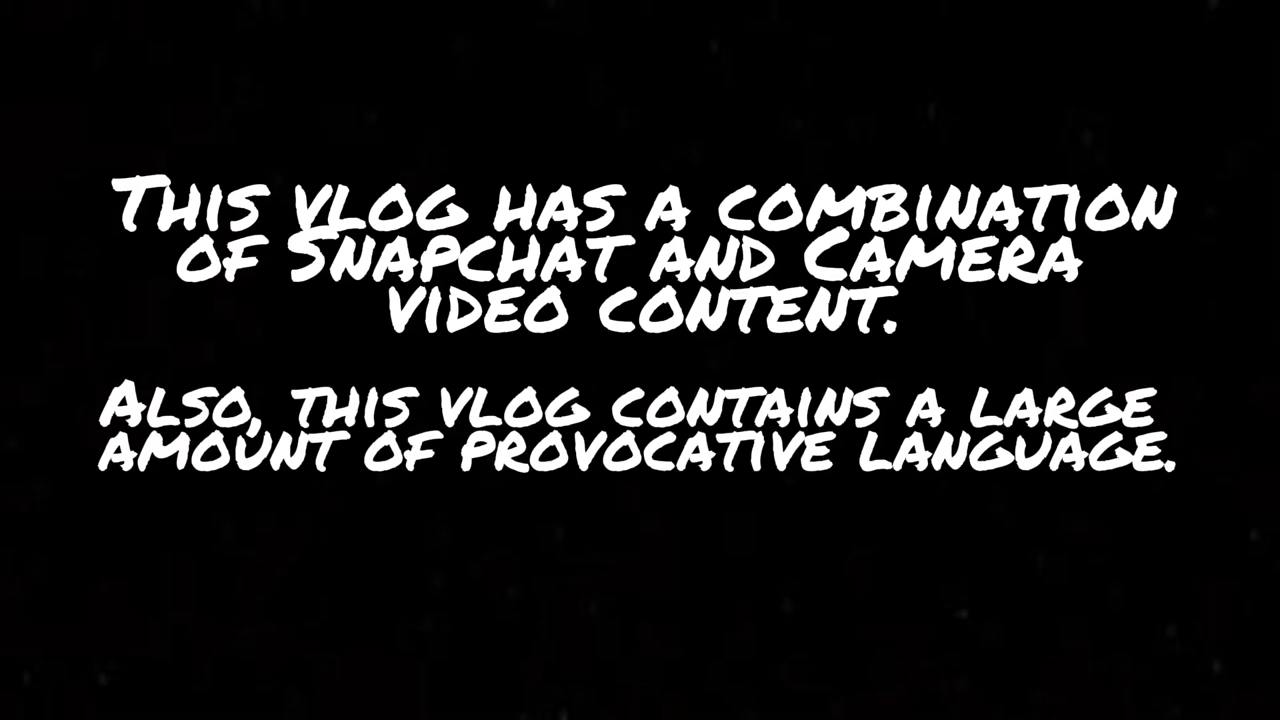 This vlog has a combination
of Snapchat and Camera
video content.
Also, this vlog contains a large
amount of provocative language.